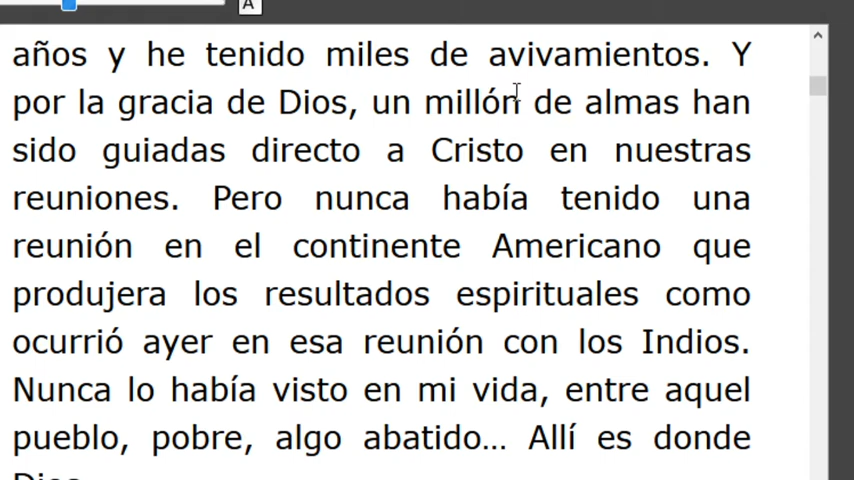 A
años y he tenido miles de avivamientos. Y
por la gracia de Dios, un millón de almas han
sido guiadas directo a Cristo en nuestras
reuniones. Pero nunca había tenido una
reunión en el continente Americano que
produjera los resultados espirituales como
ocurrió ayer en esa reunión con los Indios.
Nunca lo había visto en mi vida, entre aquel
pueblo, pobre, algo abatido… Allí es donde
Dios